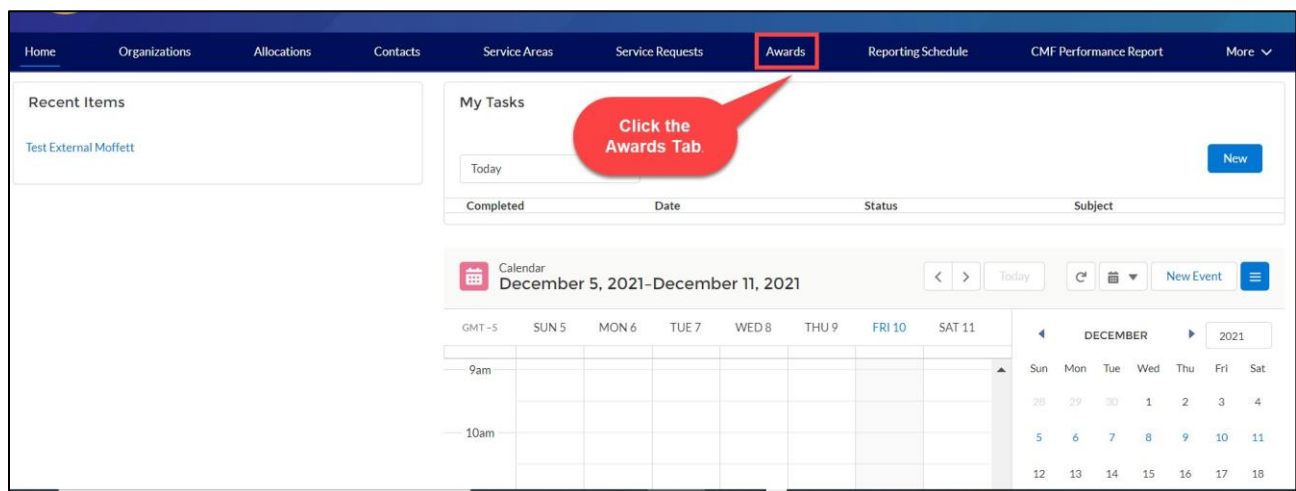 Home Organizations Allocations Contacts Service Areas Service Requests Awards Reporting Schedule CMF Performance Report More
Recent Items
Test External Moffett
My Tasks
Click the
Awards Tab.
Today
New
Completed Date Status Subject
Calendar
December 5, 2021–December 11, 2021
Today
New Event
GMT -5 SUN 5 MON 6 TUE 7 WED 8 THU 9 FRI 10 SAT 11
9am
10am
DECEMBER 2021
Sun Mon Tue Wed Thu Fri Sat
28 29 30 1 2 3 4
5 6 7 8 9 10 11
12 13 14 15 16 17 18